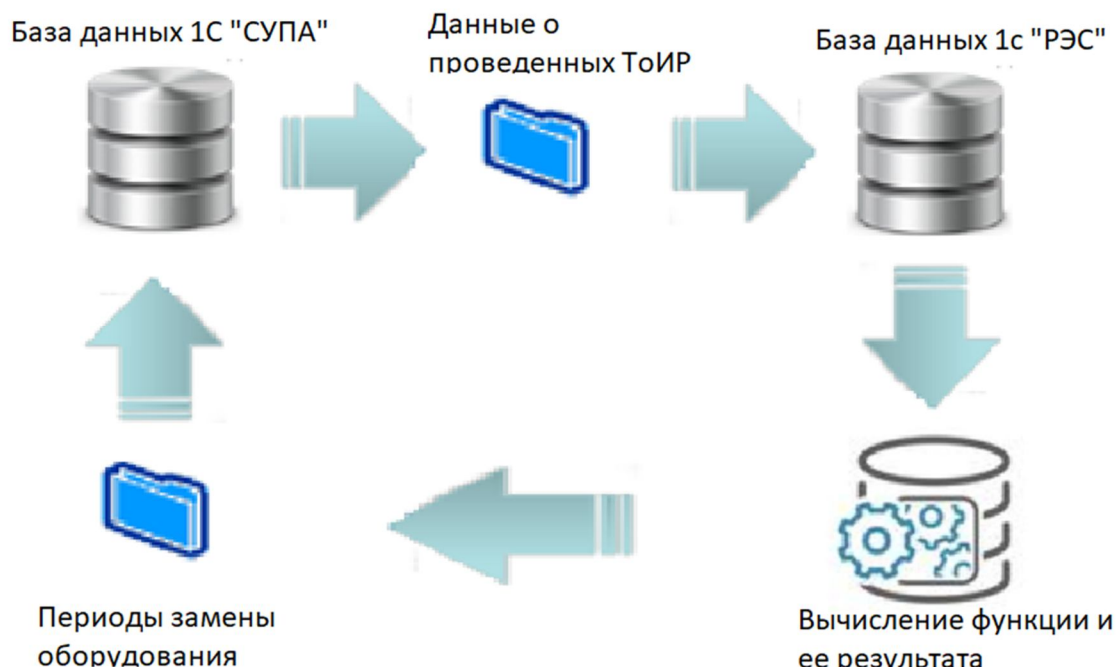 База данных 1С "СУПА"
Данные о
проведенных ТоИР
База данных 1с "РЭС"
Периоды замены
оборудования
Вычисление функции и
ее результата